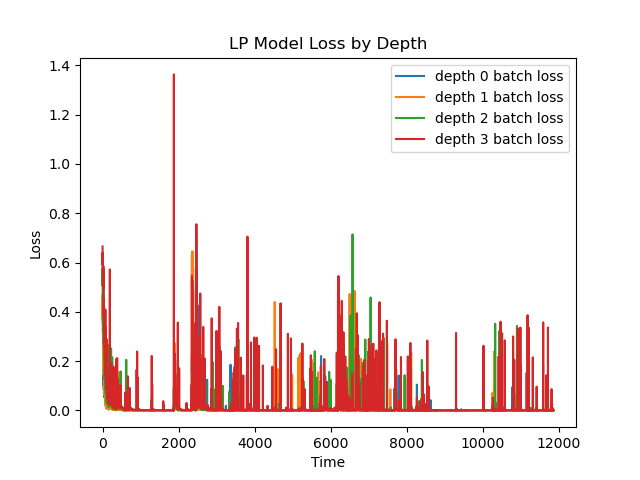 LP Model Loss by Depth
depth 0 batch loss
depth 1 batch loss
depth 2 batch loss
depth 3 batch loss
Loss
1.4
1.2
1.0
0.8
0.6
0.4
0.2
0.0
0 2000 4000 6000 8000 10000 12000
Time